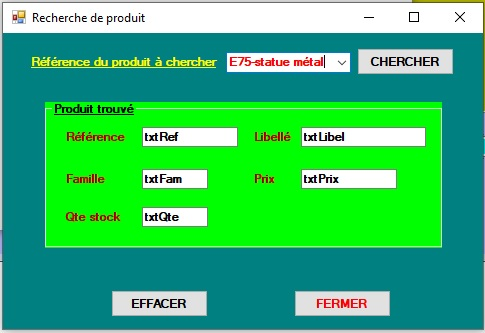 Recherche de produit
Référence du produit à chercher E75-statue métal CHERCHER
Produit trouvé
Référence txtRef Libellé txtLibel
Famille txtFam Prix txtPrix
Qte stock txtQte
EFFACER FERMER